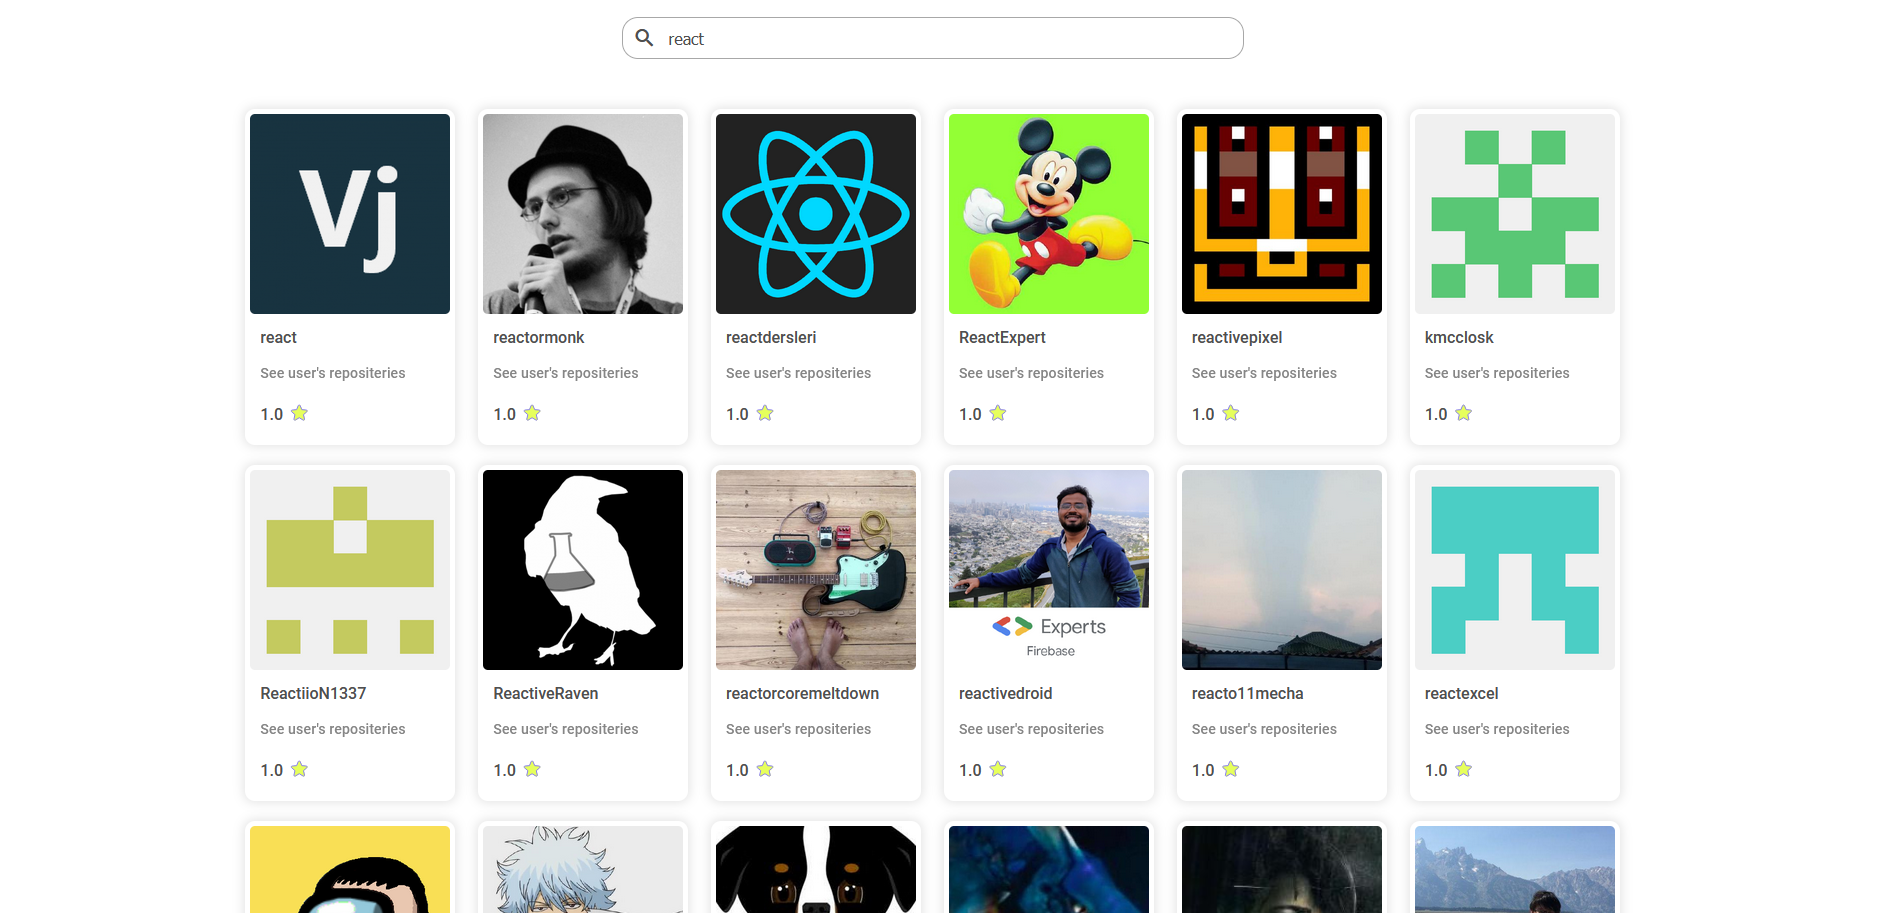 react
Vj
react
See user's repositeries
1.0
reactormonk
See user's repositeries
1.0
reactdersleri
See user's repositeries
1.0
ReactExpert
See user's repositeries
1.0
reactivepixel
See user's repositeries
1.0
kmcclosk
See user's repositeries
1.0
ReactiioN1337
See user's repositeries
1.0
ReactiveRaven
See user's repositeries
1.0
reactorcoremeltdown
See user's repositeries
1.0
Experts
Firebase
reactivedroid
See user's repositeries
1.0
reacto11mecha
See user's repositeries
1.0
reactexcel
See user's repositeries
1.0